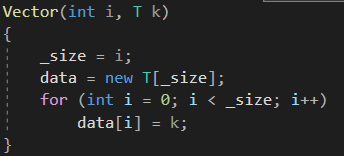 Vector(int i, T k)
{
    _size = i;
    data = new T[_size];
    for (int i = 0; i < _size; i++)
        data[i] = k;
}